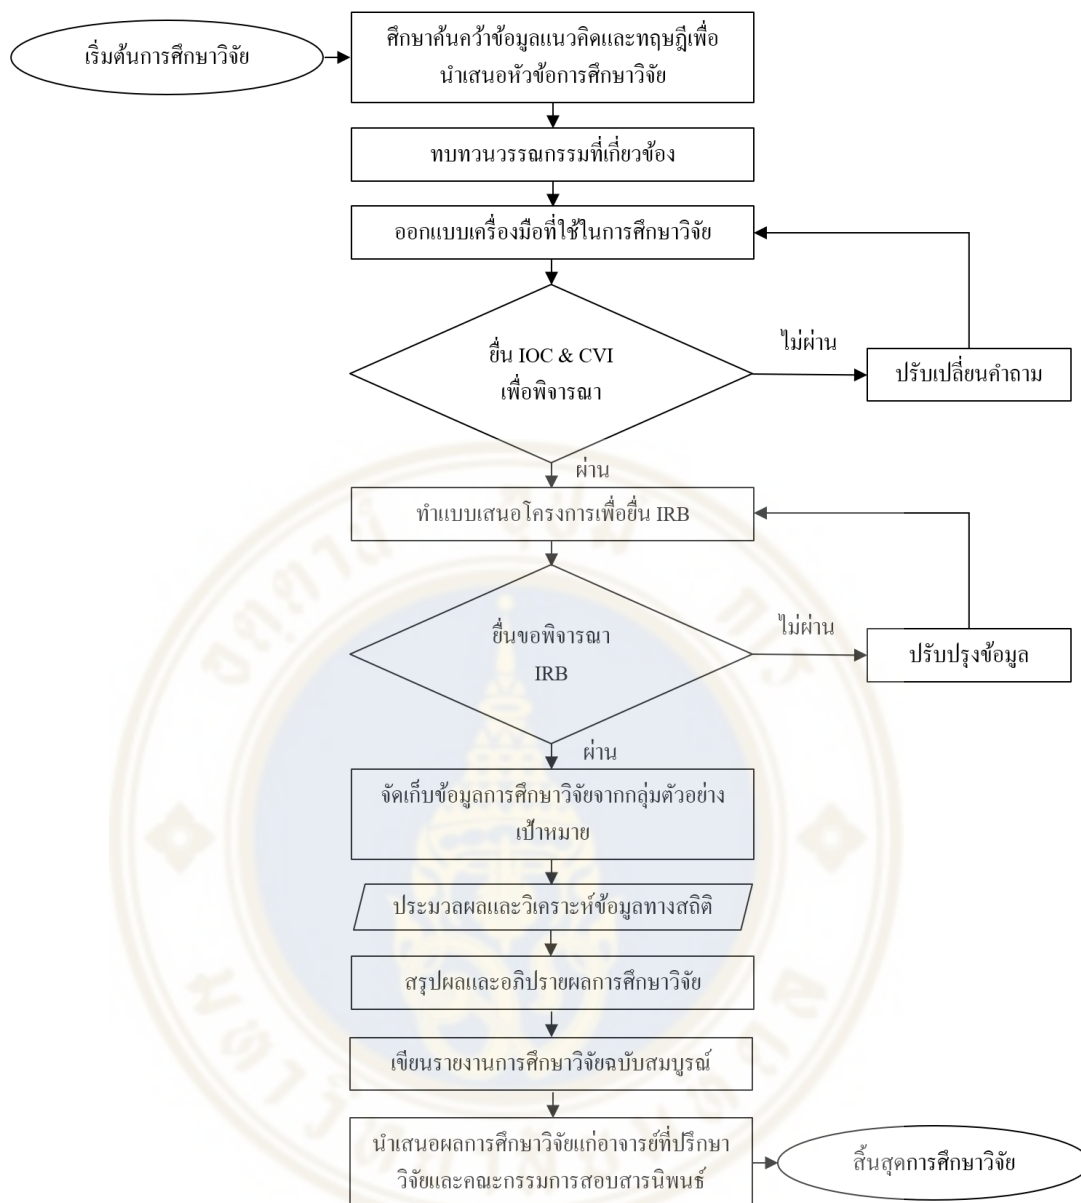 เริ่มต้นการศึกษาวิจัย
ศึกษาค้นคว้าข้อมูลแนวคิดและทฤษฎีเพื่อ
นำเสนอหัวข้อการศึกษาวิจัย
ทบทวนวรรณกรรมที่เกี่ยวข้อง
ออกแบบเครื่องมือที่ใช้ในการศึกษาวิจัย
ยื่น IOC & CVI
เพื่อพิจารณา
ไม่ผ่าน
ปรับเปลี่ยนคำถาม
ผ่าน
ทำแบบเสนอโครงการเพื่อยื่น IRB
ยื่นขอพิจารณา
IRB
ไม่ผ่าน
ปรับปรุงข้อมูล
ผ่าน
จัดเก็บข้อมูลการศึกษาวิจัยจากกลุ่มตัวอย่าง
เป้าหมาย
ประมวลผลและวิเคราะห์ข้อมูลทางสถิติ
สรุปผลและอภิปรายผลการศึกษาวิจัย
เขียนรายงานการศึกษาวิจัยฉบับสมบูรณ์
นำเสนอผลการศึกษาวิจัยแก่อาจารย์ที่ปรึกษา
วิจัยและคณะกรรมการสอบสารนิพนธ์
สิ้นสุดการศึกษาวิจัย